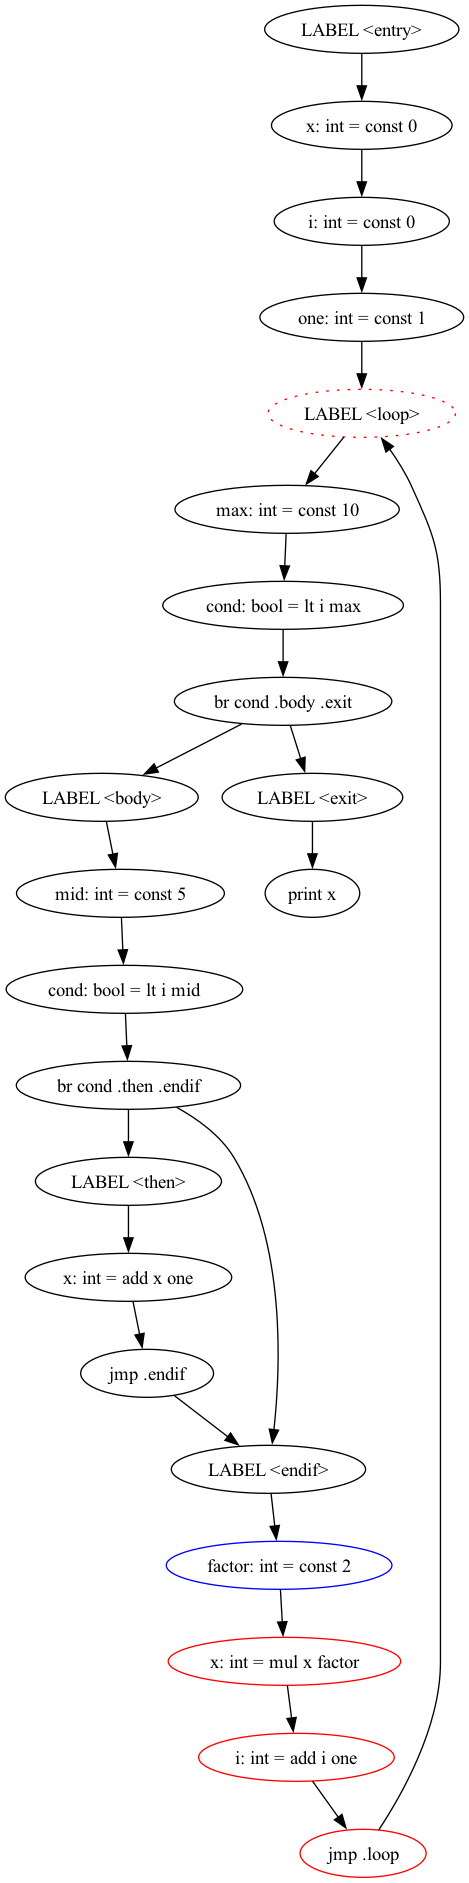 LABEL <entry>
x: int = const 0
i: int = const 0
one: int = const 1
LABEL <loop>
max: int = const 10
cond: bool = lt i max
br cond .body .exit
LABEL <body>
LABEL <exit>
mid: int = const 5
print x
cond: bool = lt i mid
br cond .then .endif
LABEL <then>
x: int = add x one
jmp .endif
LABEL <endif>
factor: int = const 2
x: int = mul x factor
i: int = add i one
jmp .loop